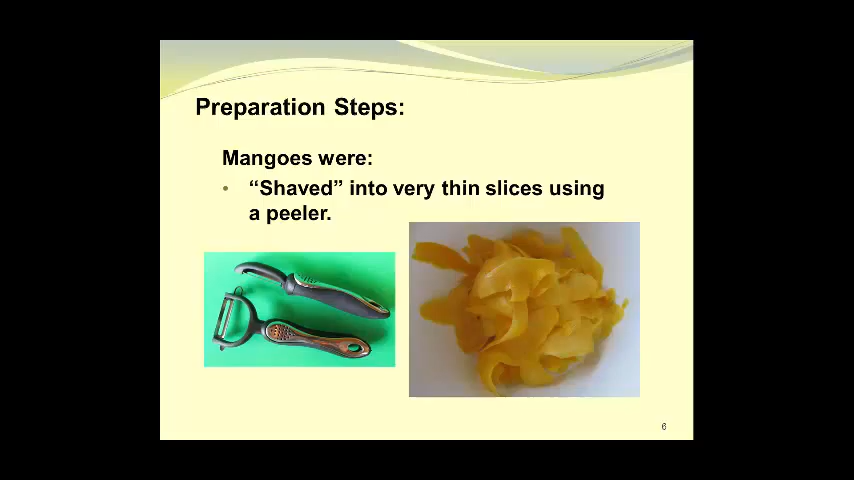 Preparation Steps:
Mangoes were:
• “Shaved” into very thin slices using
a peeler.
6